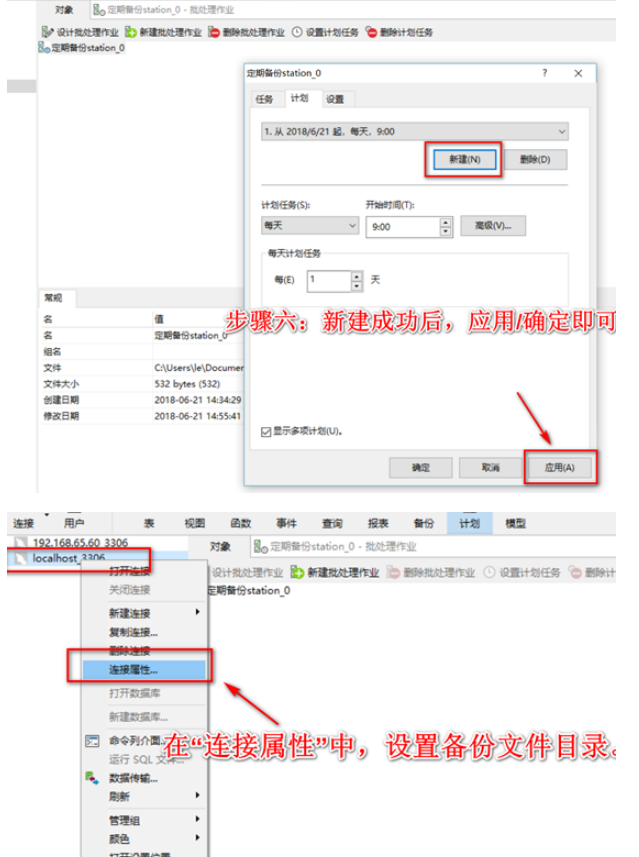 对象 定期备份station_0 - 批处理作业
设计批处理作业 新建批处理作业 删除批处理作业 设置计划任务 删除计划任务
定期备份station_0
定期备份station_0 ? ×
任务 计划 设置
1. 从 2018/6/21 起，每天，9:00
新建(N) 删除(D)
计划任务(S): 开始时间(T):
每天 9:00 高级(V)...
每天计划任务
每(E) 1 天
常规
名 值
名 定期备份station_0
组名
文件 C:\Users\le\Documen
文件大小 532 bytes (532)
创建日期 2018-06-21 14:34:29
修改日期 2018-06-21 14:55:41
步骤六：新建成功后，应用/确定即可
显示多项计划(U)。
确定 取消 应用(A)
连接 用户 表 视图 函数 事件 查询 报表 备份 计划 模型
192.168.65.60_3306
localhost_3306
对象 定期备份station_0 - 批处理作业
设计批处理作业 新建批处理作业 删除批处理作业 设置计划任务 删除计
定期备份station_0
打开连接
关闭连接
新建连接
复制连接...
删除连接
连接属性...
打开数据库
新建数据库...
命令列介面...
运行 SQL 文件...
数据传输...
刷新
管理组
颜色
打开设置位置
在“连接属性”中，设置备份文件目录。